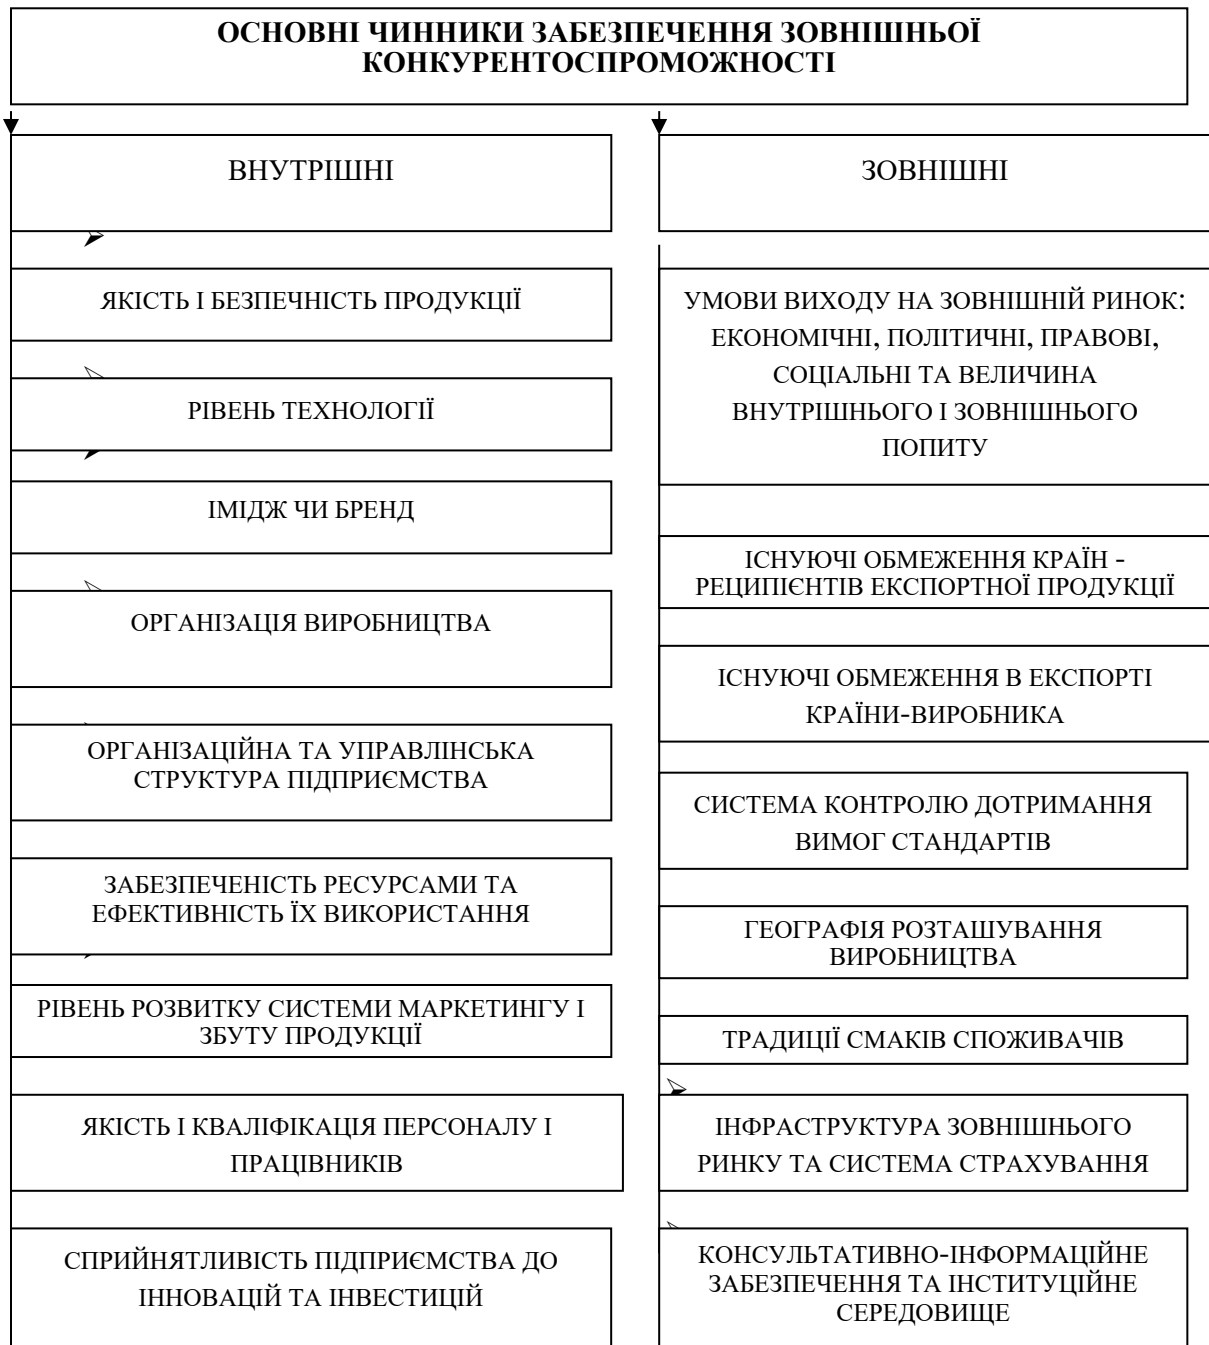 ОСНОВНІ ЧИННИКИ ЗАБЕЗПЕЧЕННЯ ЗОВНІШНЬОЇ
КОНКУРЕНТОСПРОМОЖНОСТІ
ВНУТРІШНІ
ЯКІСТЬ І БЕЗПЕЧНІСТЬ ПРОДУКЦІЇ
РІВЕНЬ ТЕХНОЛОГІЇ
ІМІДЖ ЧИ БРЕНД
ОРГАНІЗАЦІЯ ВИРОБНИЦТВА
ОРГАНІЗАЦІЙНА ТА УПРАВЛІНСЬКА
СТРУКТУРА ПІДПРИЄМСТВА
ЗАБЕЗПЕЧЕНІСТЬ РЕСУРСАМИ ТА
ЕФЕКТИВНІСТЬ ЇХ ВИКОРИСТАННЯ
РІВЕНЬ РОЗВИТКУ СИСТЕМИ МАРКЕТИНГУ І
ЗБУТУ ПРОДУКЦІЇ
ЯКІСТЬ І КВАЛІФІКАЦІЯ ПЕРСОНАЛУ І
ПРАЦІВНИКІВ
СПРИЙНЯТЛИВІСТЬ ПІДПРИЄМСТВА ДО
ІННОВАЦІЙ ТА ІНВЕСТИЦІЙ
ЗОВНІШНІ
УМОВИ ВИХОДУ НА ЗОВНІШНІЙ РИНОК:
ЕКОНОМІЧНІ, ПОЛІТИЧНІ, ПРАВОВІ,
СОЦІАЛЬНІ ТА ВЕЛИЧИНА
ВНУТРІШНЬОГО І ЗОВНІШНЬОГО
ПОПИТУ
ІСНУЮЧІ ОБМЕЖЕННЯ КРАЇН -
РЕЦИПІЄНТІВ ЕКСПОРТНОЇ ПРОДУКЦІЇ
ІСНУЮЧІ ОБМЕЖЕННЯ В ЕКСПОРТІ
КРАЇНИ-ВИРОБНИКА
СИСТЕМА КОНТРОЛЮ ДОТРИМАННЯ
ВИМОГ СТАНДАРТІВ
ГЕОГРАФІЯ РОЗТАШУВАННЯ
ВИРОБНИЦТВА
ТРАДИЦІЇ СМАКІВ СПОЖИВАЧІВ
ІНФРАСТРУКТУРА ЗОВНІШНЬОГО
РИНКУ ТА СИСТЕМА СТРАХУВАННЯ
КОНСУЛЬТАТИВНО-ІНФОРМАЦІЙНЕ
ЗАБЕЗПЕЧЕННЯ ТА ІНСТИТУЦІЙНЕ
СЕРЕДОВИЩЕ